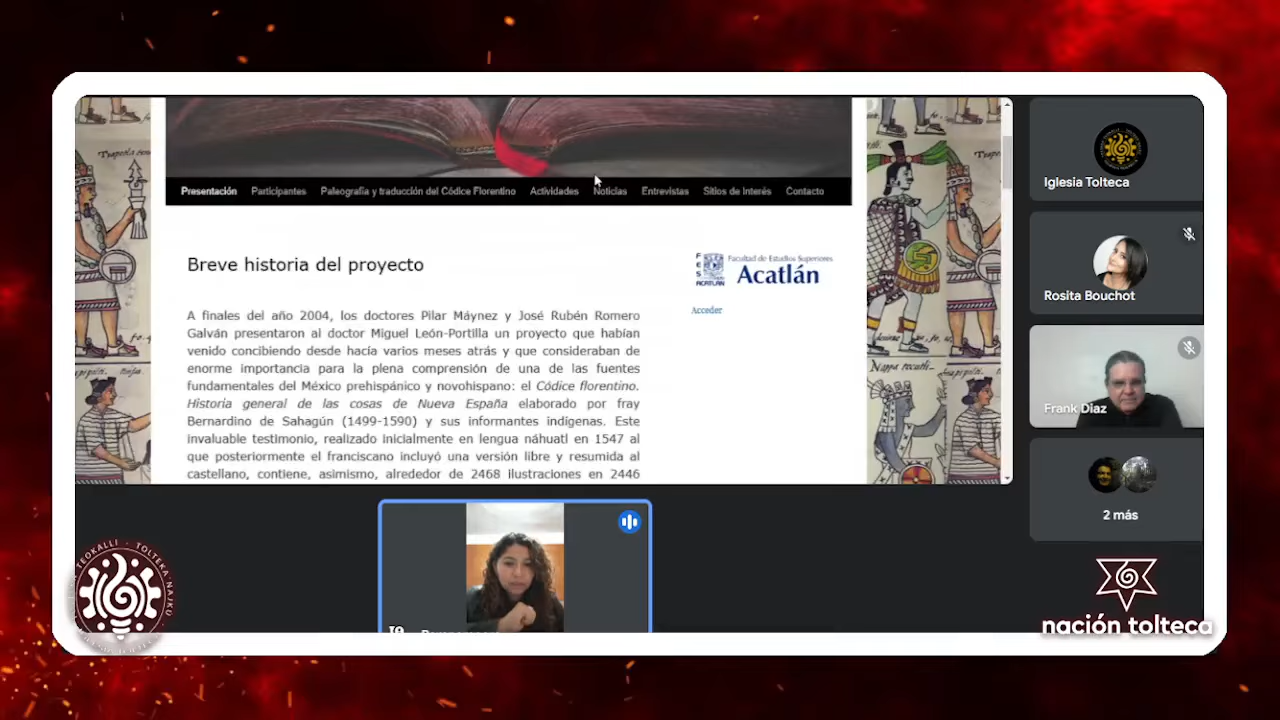 Presentación Participantes Paleografía y traducción del Códice Florentino Actividades Noticias Entrevistas Sitios de Interés Contacto
Breve historia del proyecto
A finales del año 2004, los doctores Pilar Máynez y José Rubén Romero
Galván presentaron al doctor Miguel León-Portilla un proyecto que habían
venido concibiendo desde hacía varios meses atrás y que consideraban de
enorme importancia para la plena comprensión de una de las fuentes
fundamentales del México prehispánico y novohispano: el Códice florentino.
Historia general de las cosas de Nueva España elaborado por fray
Bernardino de Sahagún (1499-1590) y sus informantes indígenas. Este
invaluable testimonio, realizado inicialmente en lengua náhuatl en 1547 al
que posteriormente el franciscano incluyó una versión libre y resumida al
castellano, contiene, asimismo, alrededor de 2468 ilustraciones en 2446
FES
ACATLÁN
Facultad de Estudios Superiores
Acatlán
Acceder
Iglesia Tolteca
Rosita Bouchot
Frank Diaz
2 más
TEOKALLI · TOLTEKA
nación tolteca